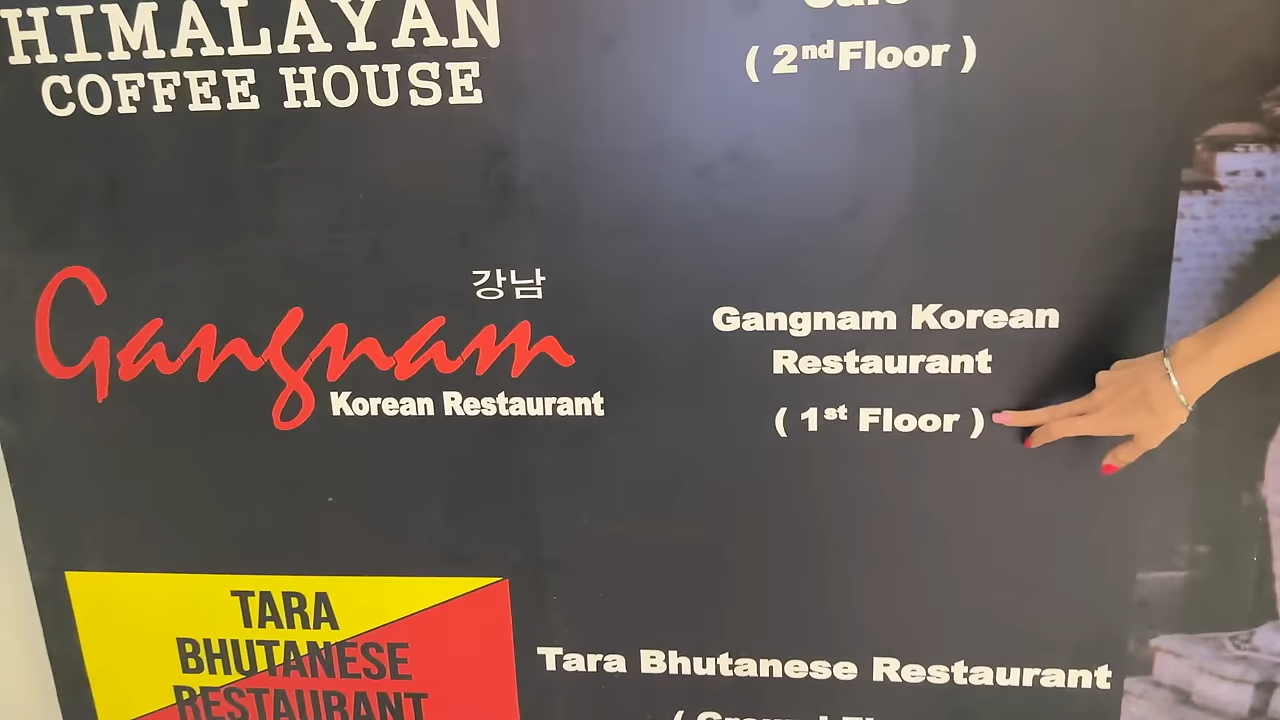 HIMALAYAN
COFFEE HOUSE
( 2nd Floor )
강남
Gangnam
Korean Restaurant
Gangnam Korean
Restaurant
( 1st Floor )
TARA
BHUTANESE
RESTAURANT
Tara Bhutanese Restaurant